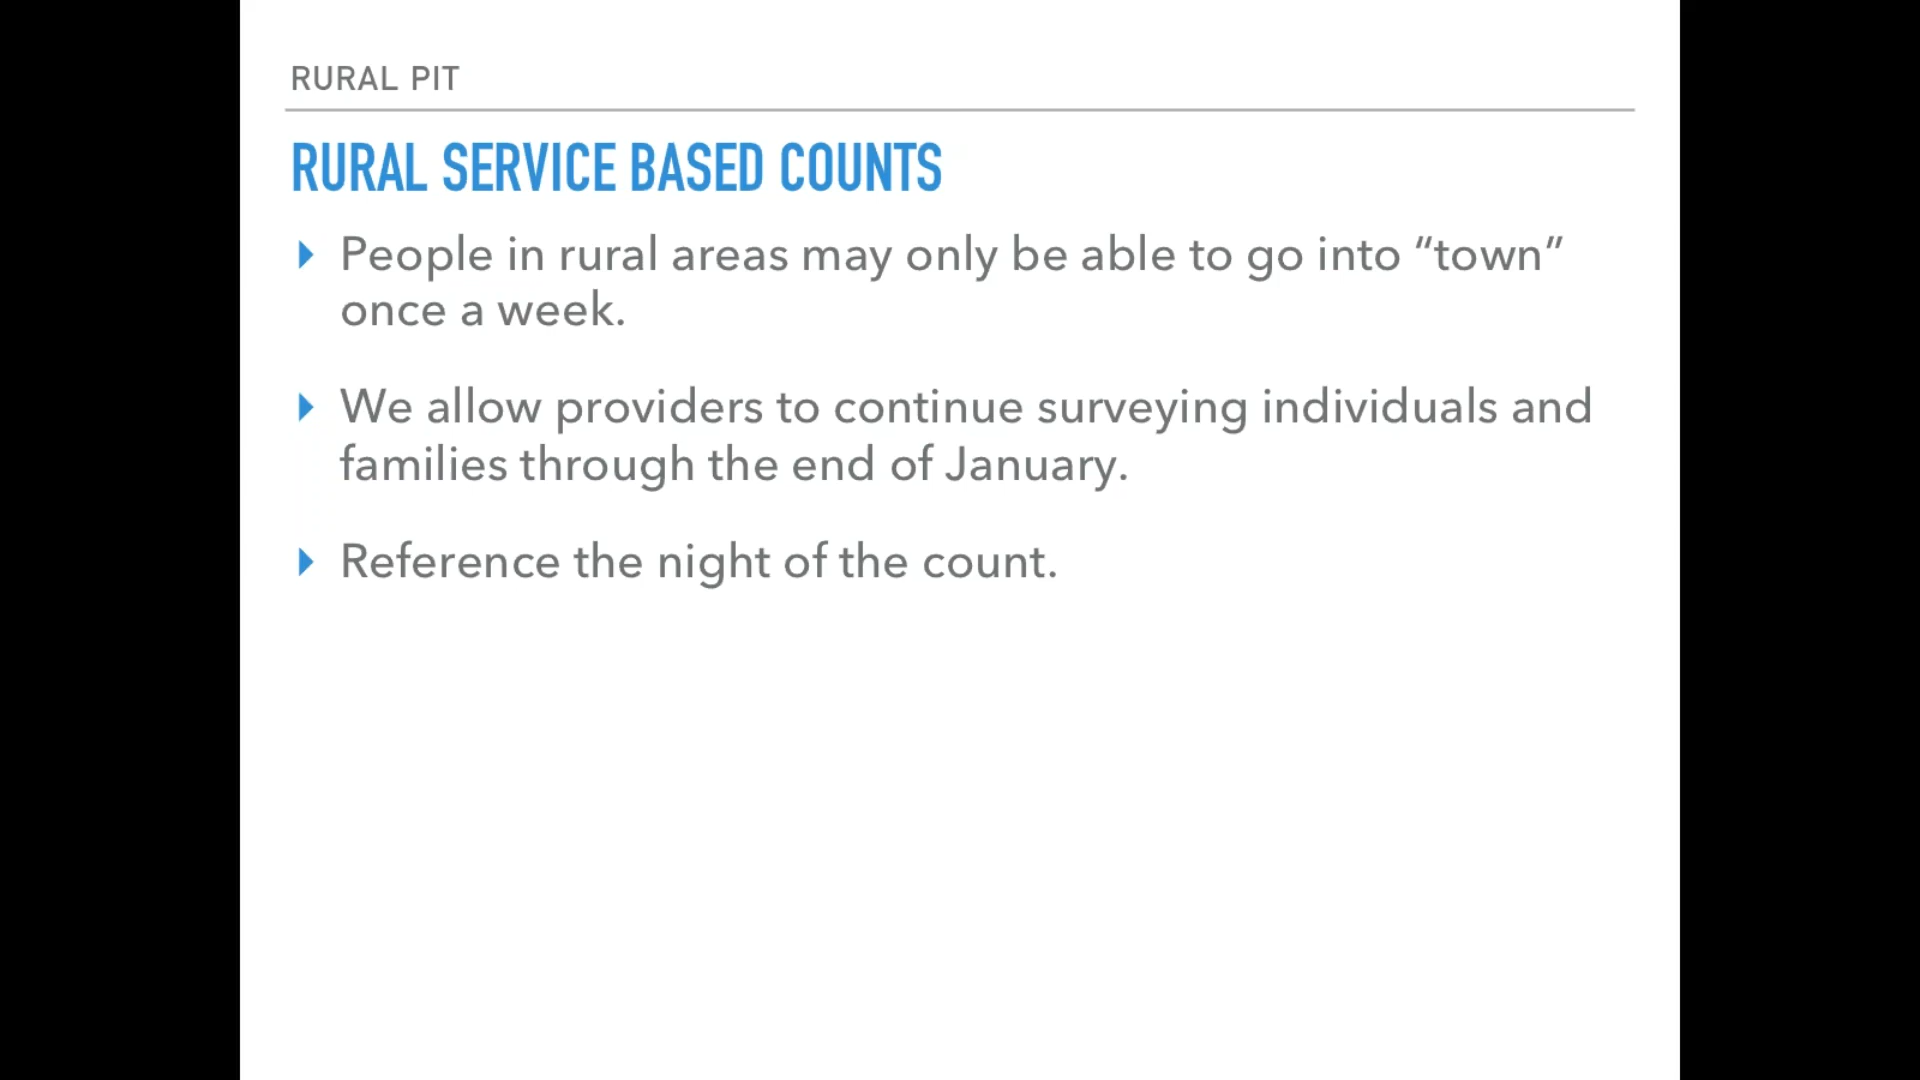 RURAL PIT
RURAL SERVICE BASED COUNTS
People in rural areas may only be able to go into “town”
once a week.
We allow providers to continue surveying individuals and
families through the end of January.
Reference the night of the count.